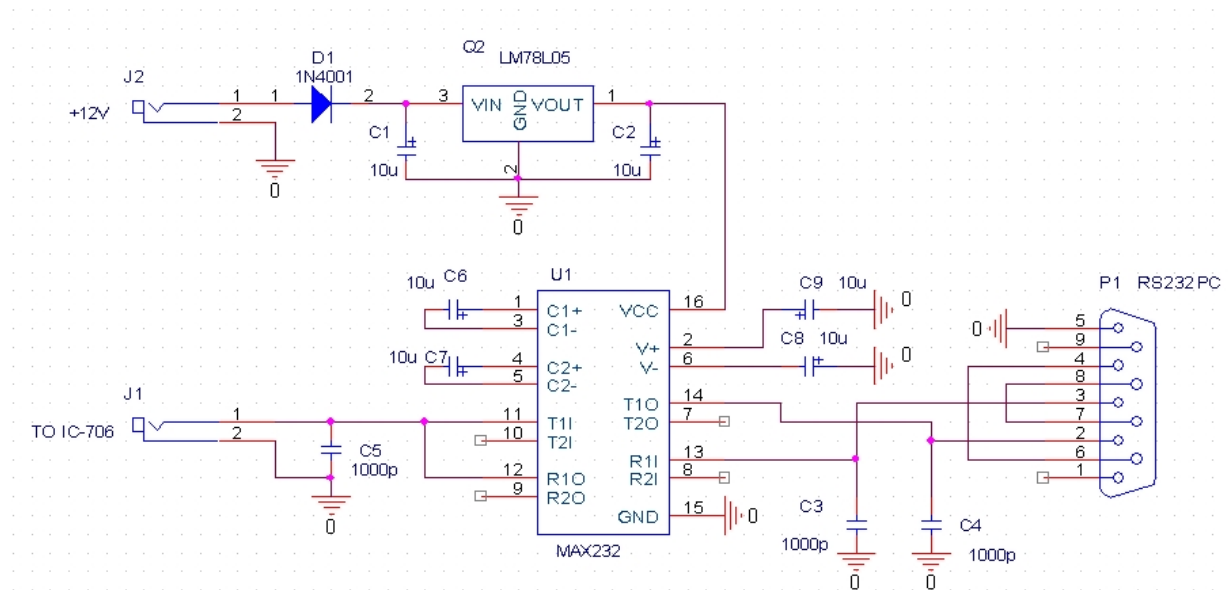 Q2 LM78L05
D1
1N4001
J2
+12V
1 1 2 3 1
2
VIN GND VOUT
2
C1
10u
C2
10u
0
0
10u C6
U1
C9 10u
P1 RS232 PC
1 C1+ VCC 16
3 C1-
V+ 2
10u C7
4 C2+ V- 6
5 C2-
C8 10u
0
0
0
5
9
4
8
3
7
2
6
1
J1
TO IC-706
1
2
11 T1I T1O 14
10 T2I T2O 7
12 R1O R1I 13
9 R2O R2I 8
GND 15
0
C5
1000p
0
MAX232
C3
1000p
0
C4
1000p
0